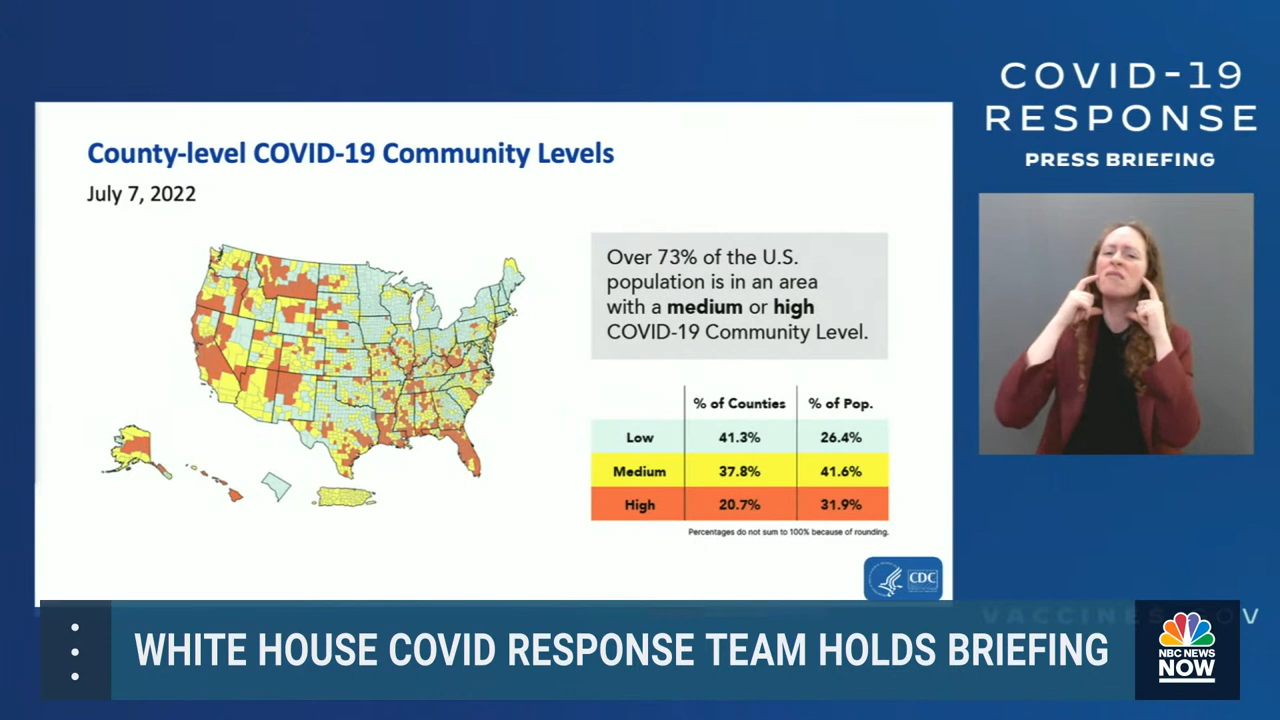 COVID-19
RESPONSE
PRESS BRIEFING
County-level COVID-19 Community Levels
July 7, 2022
Over 73% of the U.S.
population is in an area
with a medium or high
COVID-19 Community Level.
% of Counties % of Pop.
Low 41.3% 26.4%
Medium 37.8% 41.6%
High 20.7% 31.9%
Percentages do not sum to 100% because of rounding.
CDC
VACCINES.GOV
WHITE HOUSE COVID RESPONSE TEAM HOLDS BRIEFING
NBC NEWS
NOW